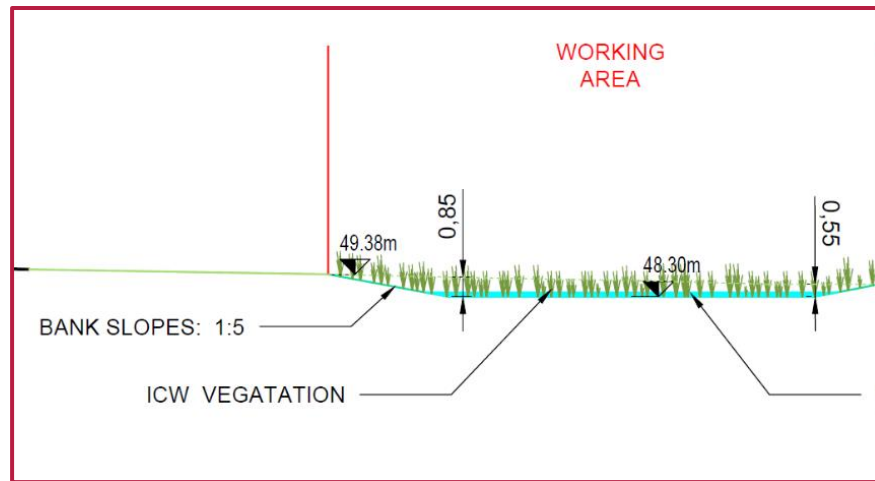 WORKING
AREA
0,85
0,55
49.38m
48.30m
BANK SLOPES: 1:5
ICW VEGATATION